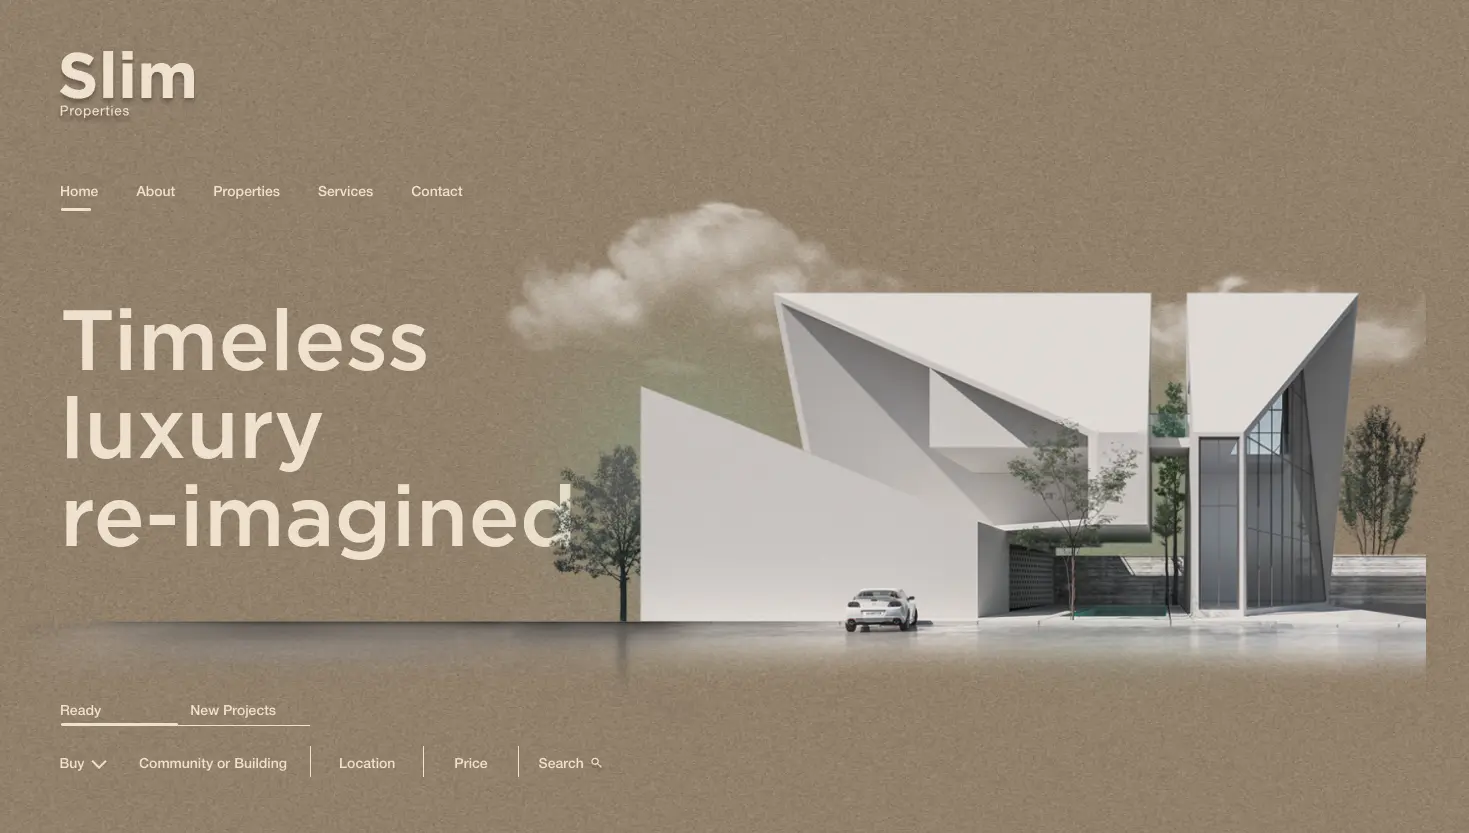 Slim
Properties
Home About Properties Services Contact
Timeless
luxury
re-imagined
Ready New Projects
Buy Community or Building Location Price Search